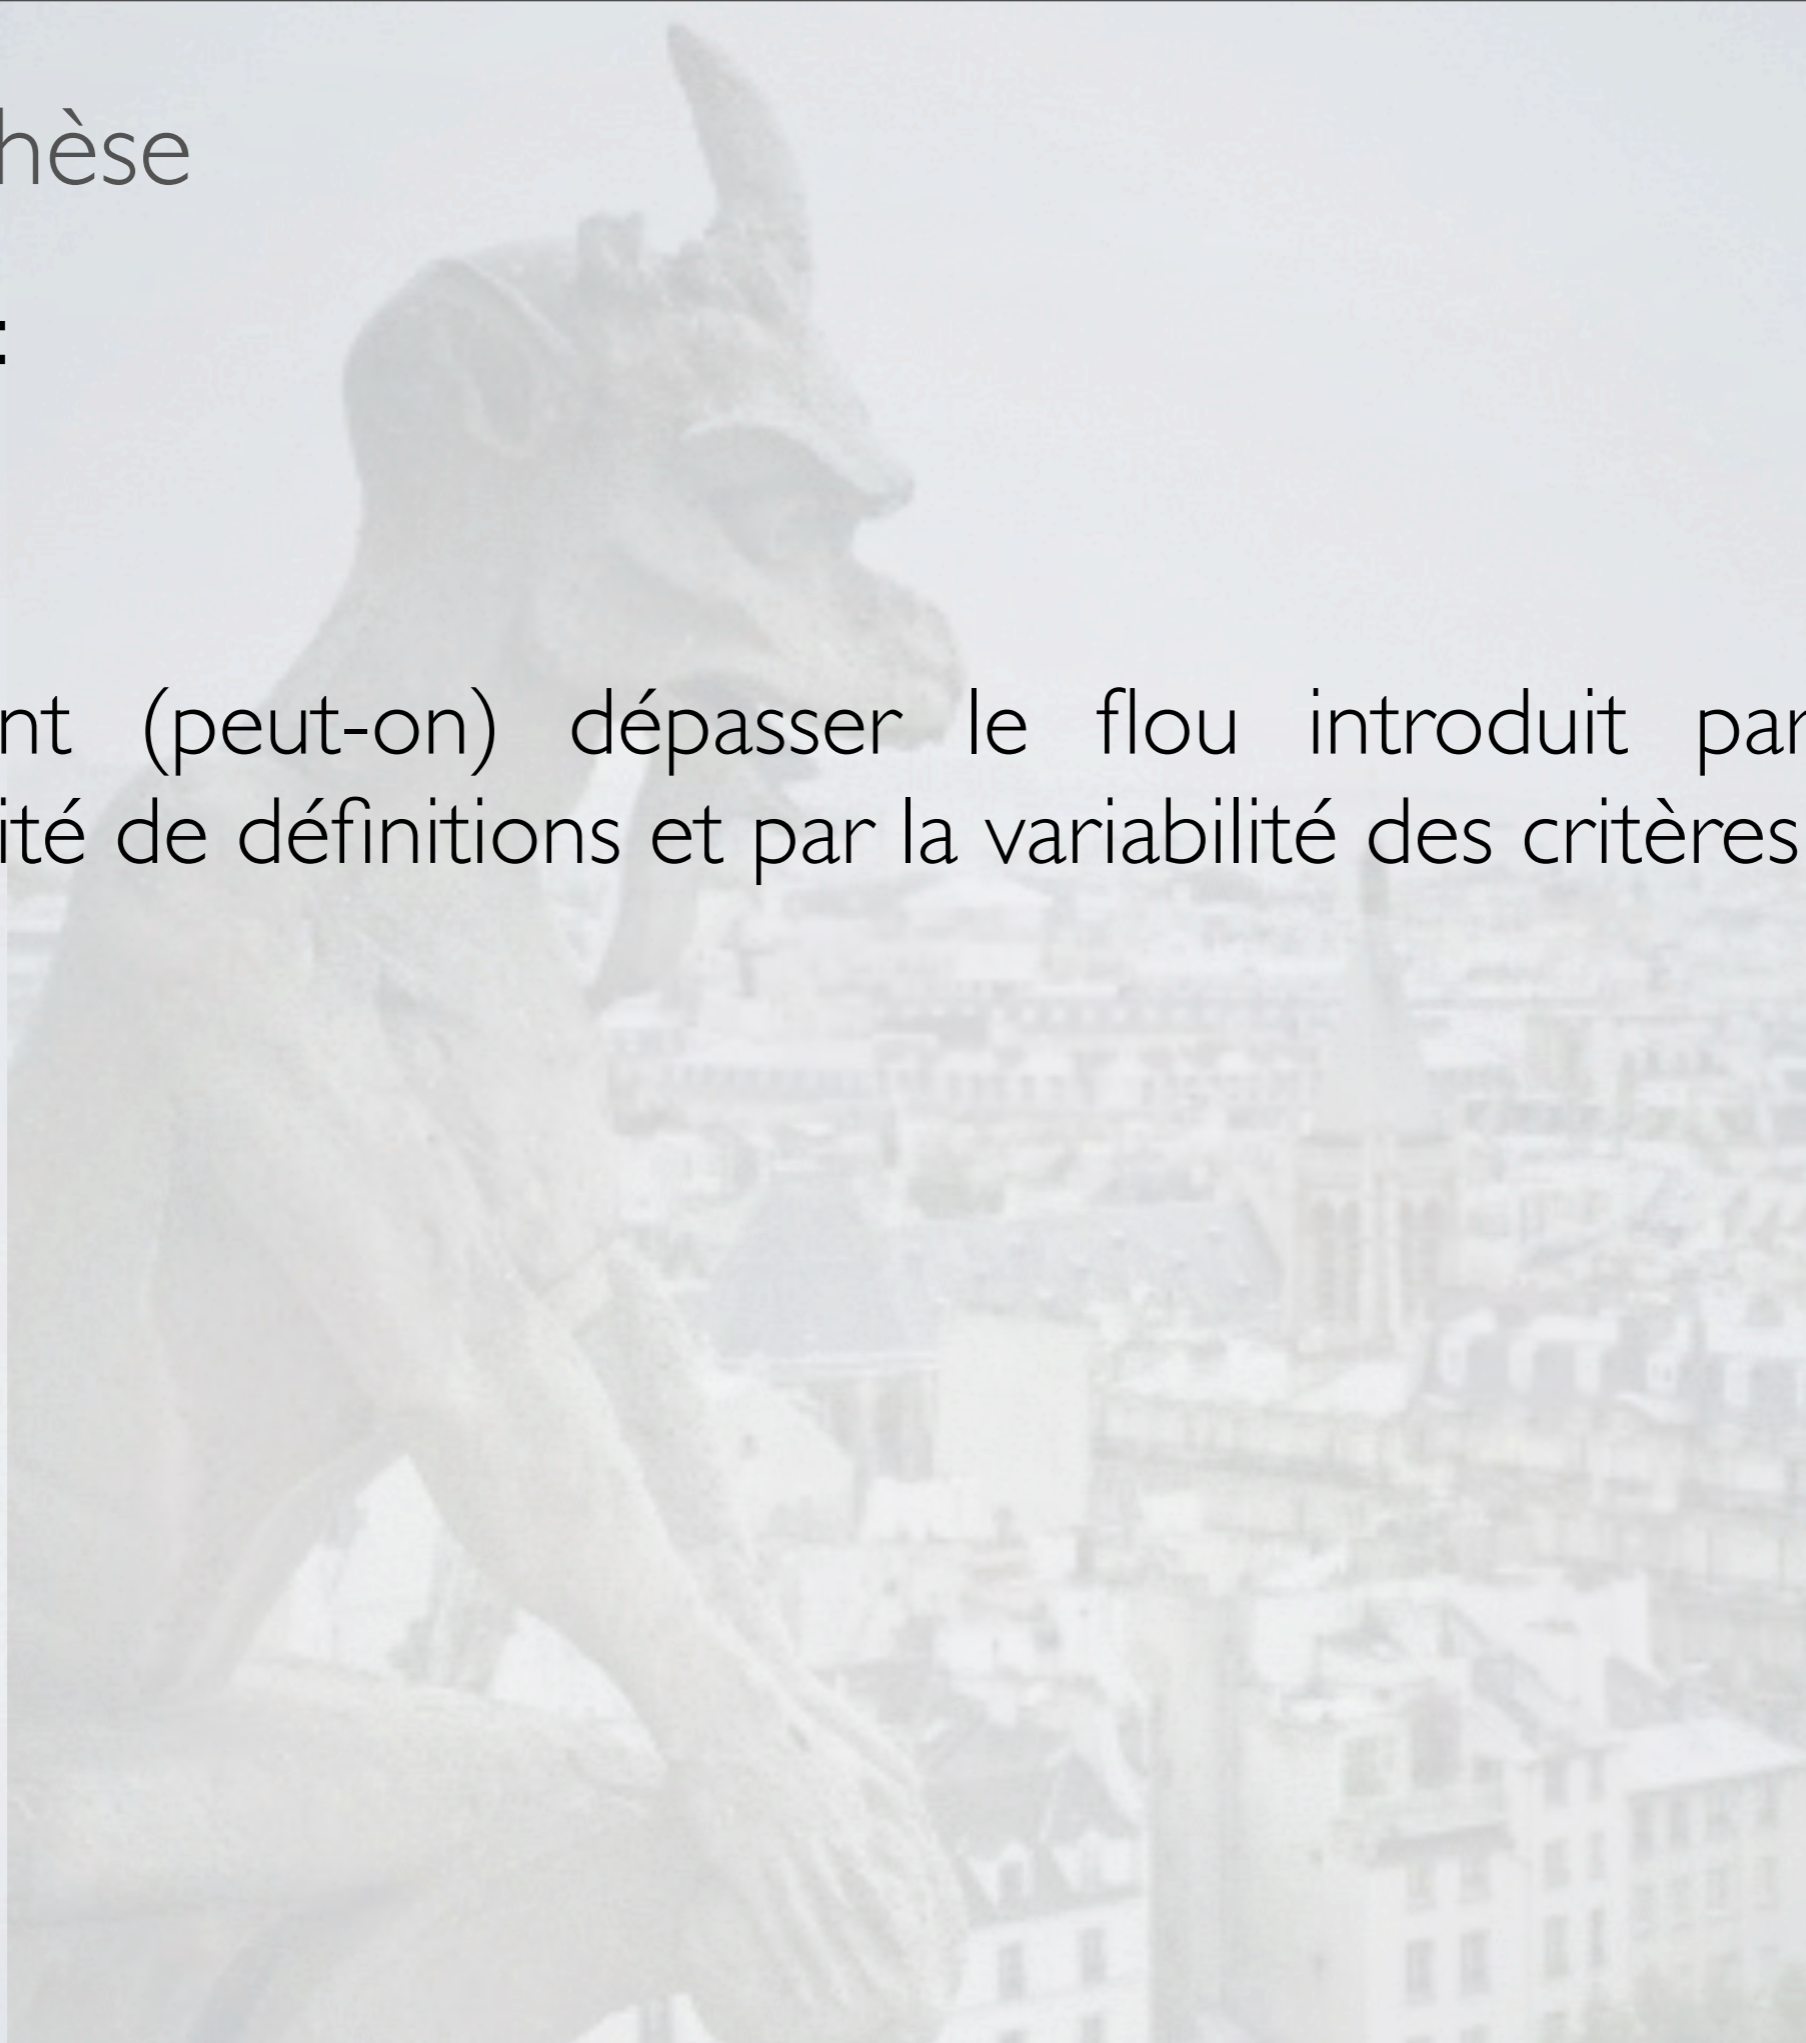 hèse
:
nt (peut-on) dépasser le flou introduit par
ité de définitions et par la variabilité des critères